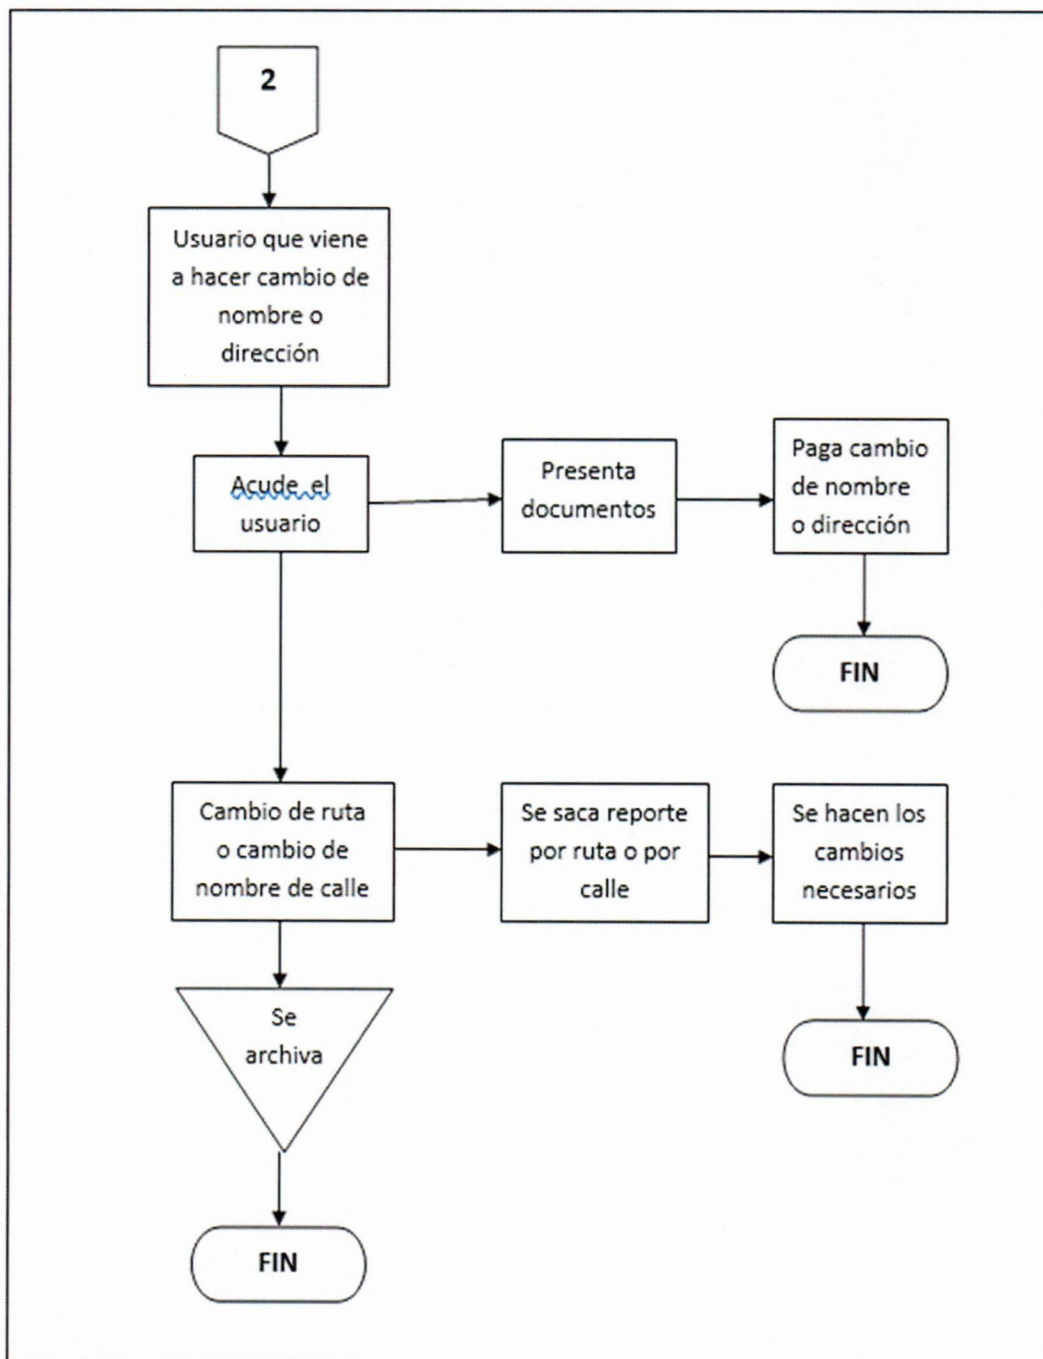 2
Usuario que viene
a hacer cambio de
nombre o
dirección
Acude el
usuario
Presenta
documentos
Paga cambio
de nombre
o dirección
FIN
Cambio de ruta
o cambio de
nombre de calle
Se saca reporte
por ruta o por
calle
Se hacen los
cambios
necesarios
Se
archiva
FIN
FIN